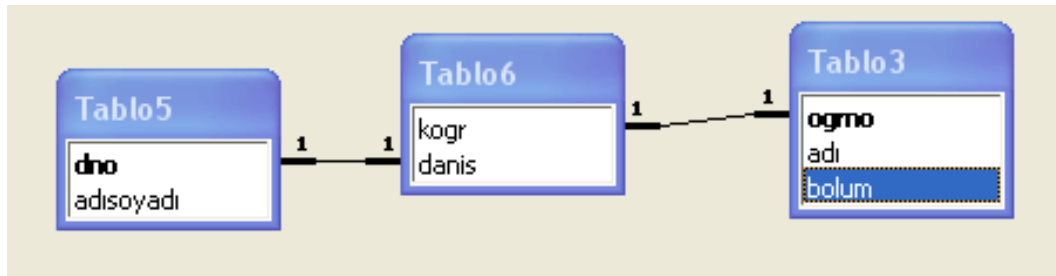 Tablo5
dno
adısoyadı
1
1
Tablo6
kogr
danis
1
1
Tablo3
ogrno
adı
bolum